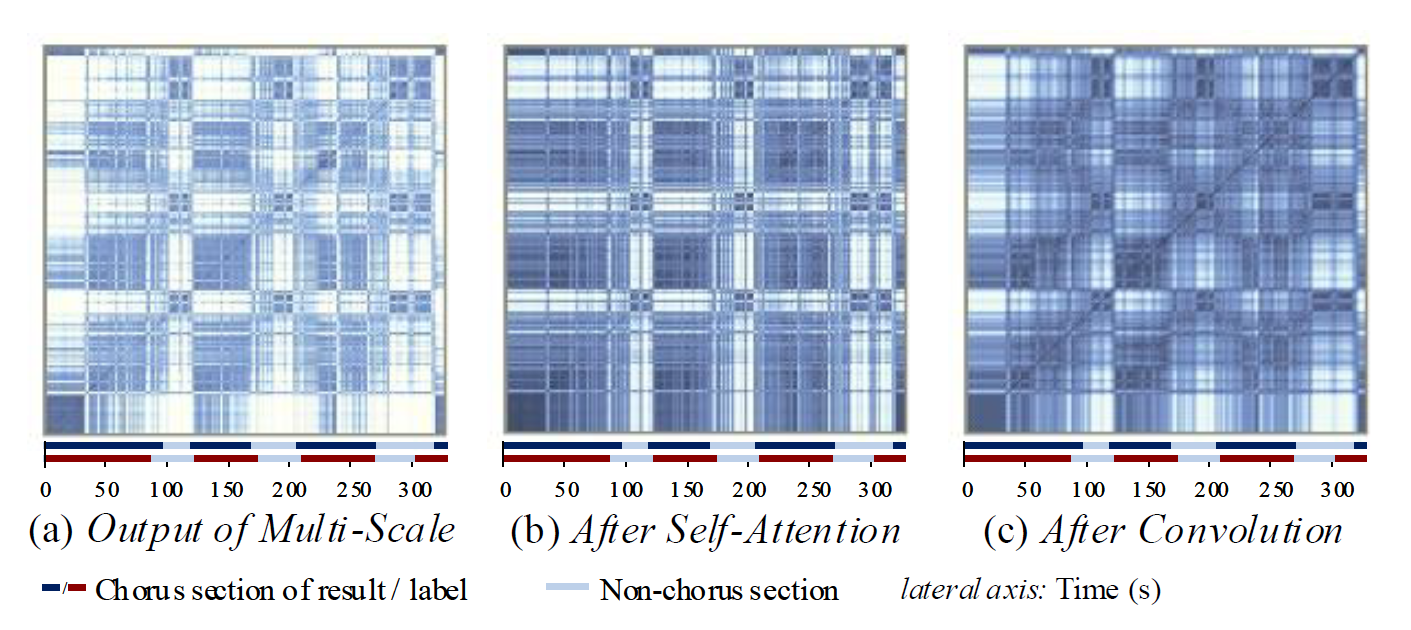 0 50 100 150 200 250 300 0 50 100 150 200 250 300 0 50 100 150 200 250 300
(a) Output of Multi-Scale (b) After Self-Attention (c) After Convolution
/ Chorus section of result / label Non-chorus section lateral axis: Time (s)